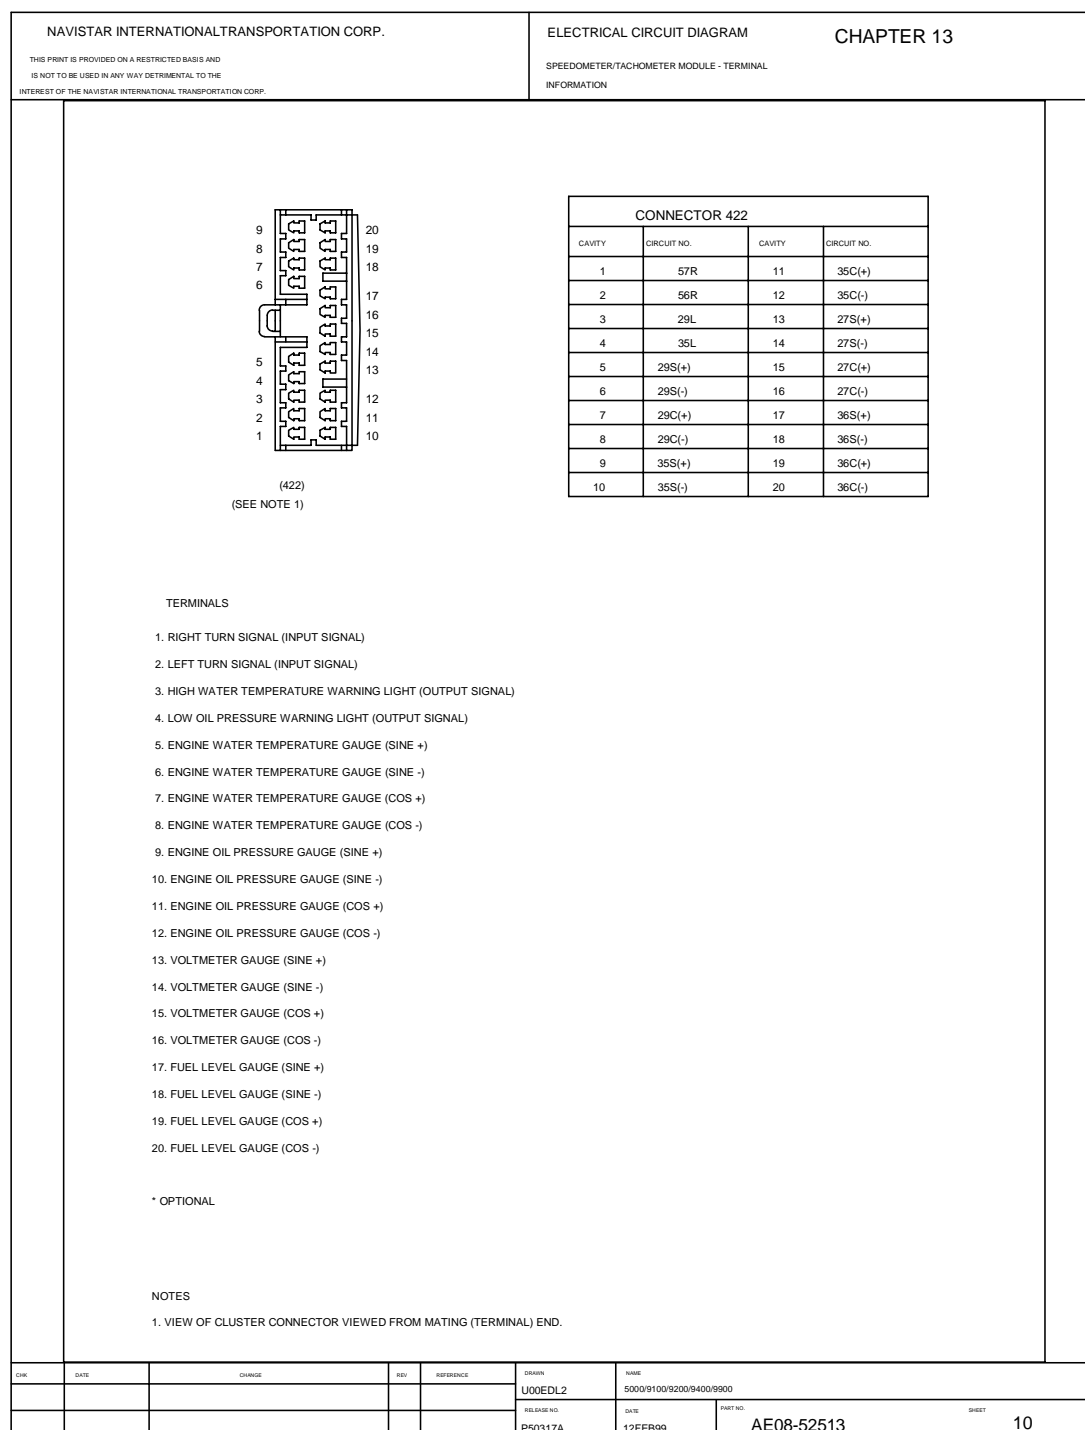 NAVISTAR INTERNATIONALTRANSPORTATION CORP.
THIS PRINT IS PROVIDED ON A RESTRICTED BASIS AND
IS NOT TO BE USED IN ANY WAY DETRIMENTAL TO THE
INTEREST OF THE NAVISTAR INTERNATIONAL TRANSPORTATION CORP.
ELECTRICAL CIRCUIT DIAGRAM
CHAPTER 13
SPEEDOMETER/TACHOMETER MODULE - TERMINAL
INFORMATION
9 20
8 19
7 18
6
17
16
15
14
5
13
4
3 12
2 11
1 10
(422)
(SEE NOTE 1)
CONNECTOR 422
CAVITY CIRCUIT NO. CAVITY CIRCUIT NO.
1 57R 11 35C(+)
2 56R 12 35C(-)
3 29L 13 27S(+)
4 35L 14 27S(-)
5 29S(+) 15 27C(+)
6 29S(-) 16 27C(-)
7 29C(+) 17 36S(+)
8 29C(-) 18 36S(-)
9 35S(+) 19 36C(+)
10 35S(-) 20 36C(-)
TERMINALS
1. RIGHT TURN SIGNAL (INPUT SIGNAL)
2. LEFT TURN SIGNAL (INPUT SIGNAL)
3. HIGH WATER TEMPERATURE WARNING LIGHT (OUTPUT SIGNAL)
4. LOW OIL PRESSURE WARNING LIGHT (OUTPUT SIGNAL)
5. ENGINE WATER TEMPERATURE GAUGE (SINE +)
6. ENGINE WATER TEMPERATURE GAUGE (SINE -)
7. ENGINE WATER TEMPERATURE GAUGE (COS +)
8. ENGINE WATER TEMPERATURE GAUGE (COS -)
9. ENGINE OIL PRESSURE GAUGE (SINE +)
10. ENGINE OIL PRESSURE GAUGE (SINE -)
11. ENGINE OIL PRESSURE GAUGE (COS +)
12. ENGINE OIL PRESSURE GAUGE (COS -)
13. VOLTMETER GAUGE (SINE +)
14. VOLTMETER GAUGE (SINE -)
15. VOLTMETER GAUGE (COS +)
16. VOLTMETER GAUGE (COS -)
17. FUEL LEVEL GAUGE (SINE +)
18. FUEL LEVEL GAUGE (SINE -)
19. FUEL LEVEL GAUGE (COS +)
20. FUEL LEVEL GAUGE (COS -)
* OPTIONAL
NOTES
1. VIEW OF CLUSTER CONNECTOR VIEWED FROM MATING (TERMINAL) END.
CHK DATE CHANGE REV REFERENCE
DRAWN
U00EDL2
NAME
5000/9100/9200/9400/9900
RELEASE NO.
P50317A
DATE
12FEB99
PART NO.
AE08-52513
SHEET
10